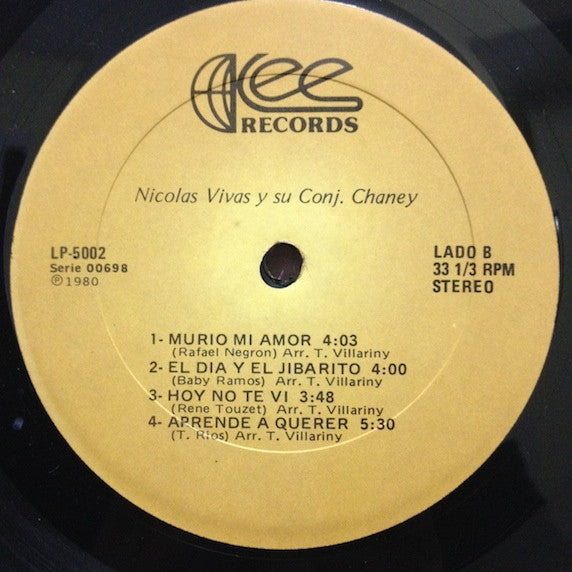 Kee
RECORDS
Nicolas Vivas y su Conj. Chaney
LP-5002
Serie 00698
℗ 1980
LADO B
33 1/3 RPM
STEREO
1- MURIO MI AMOR 4:03
(Rafael Negron) Arr. T. Villariny
2- EL DIA Y EL JIBARITO 4:00
(Baby Ramos) Arr. T. Villariny
3- HOY NO TE VI 3:48
(Rene Touzet) Arr. T. Villariny
4- APRENDE A QUERER 5:30
(T. Rios) Arr. T. Villariny